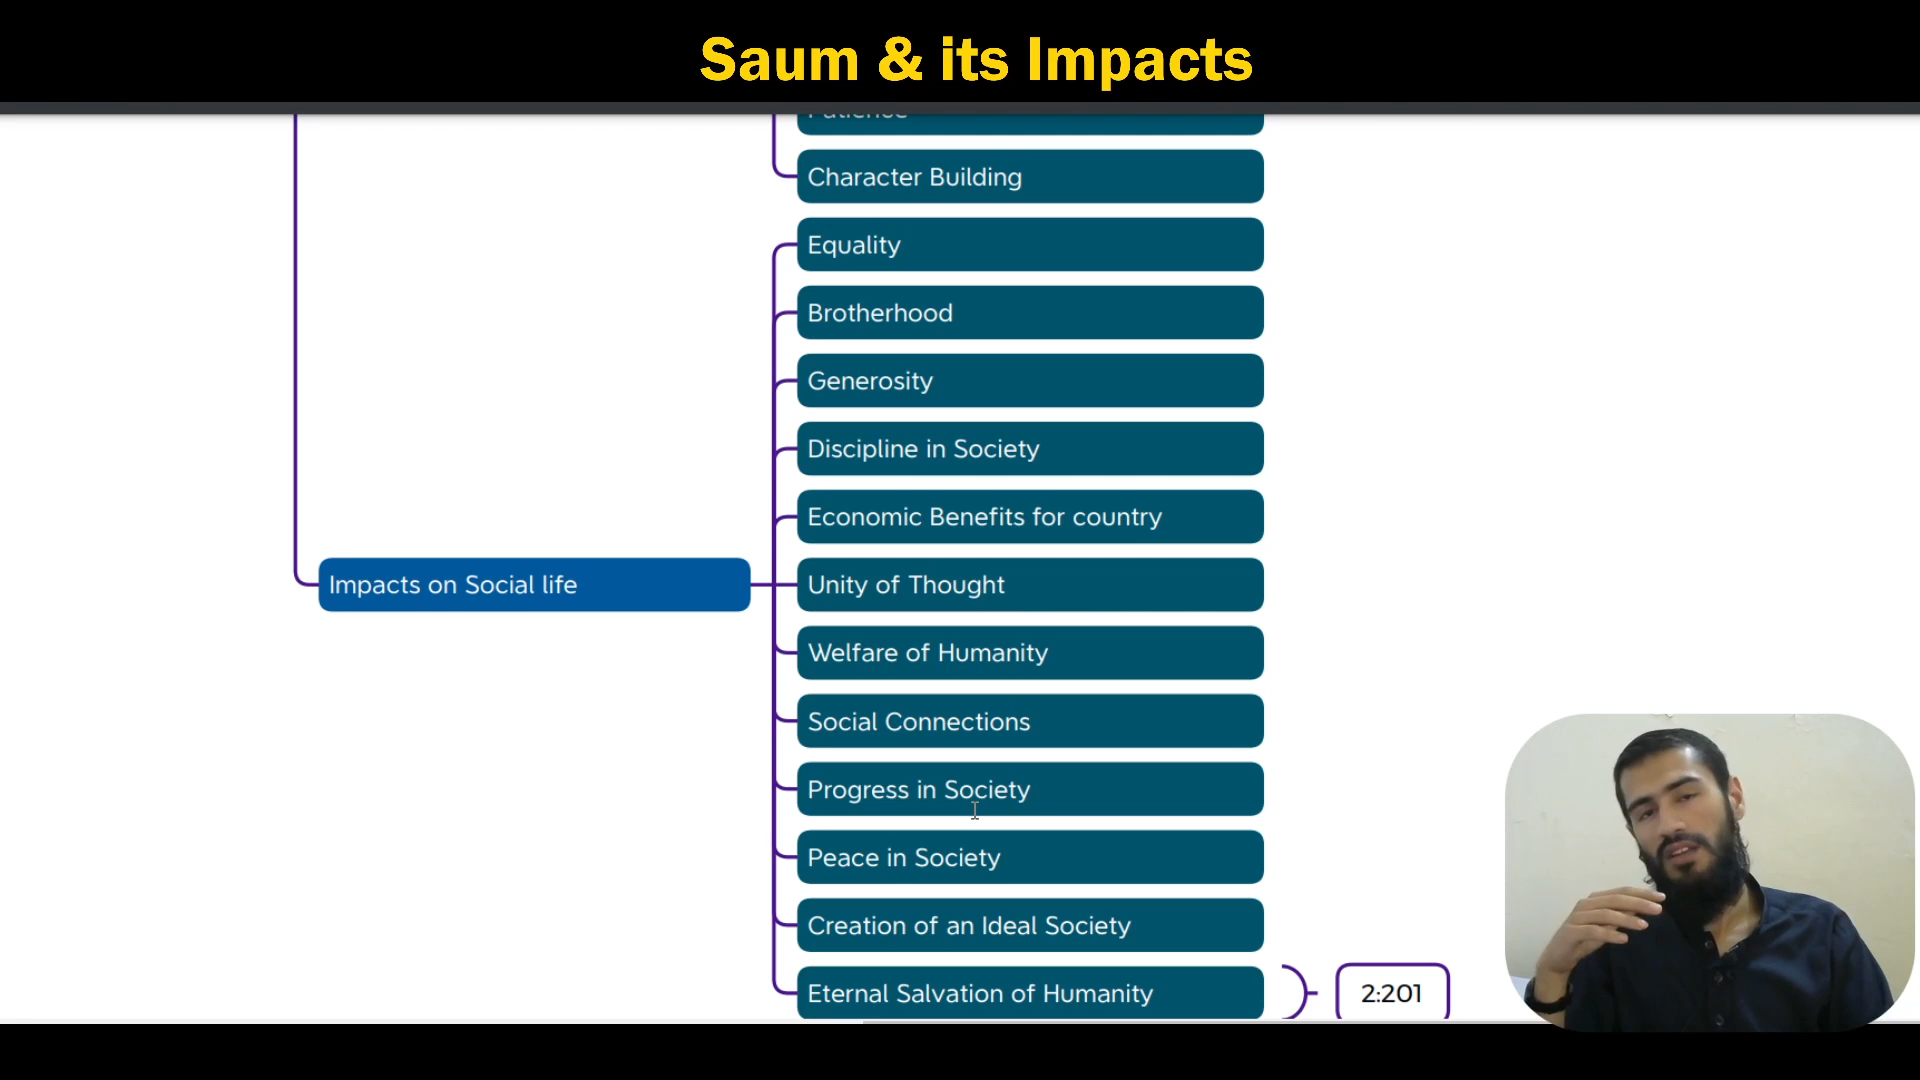 Saum & its Impacts
Patience
Character Building
Equality
Brotherhood
Generosity
Discipline in Society
Economic Benefits for country
Impacts on Social life
Unity of Thought
Welfare of Humanity
Social Connections
Progress in Society
Peace in Society
Creation of an Ideal Society
Eternal Salvation of Humanity
2:201